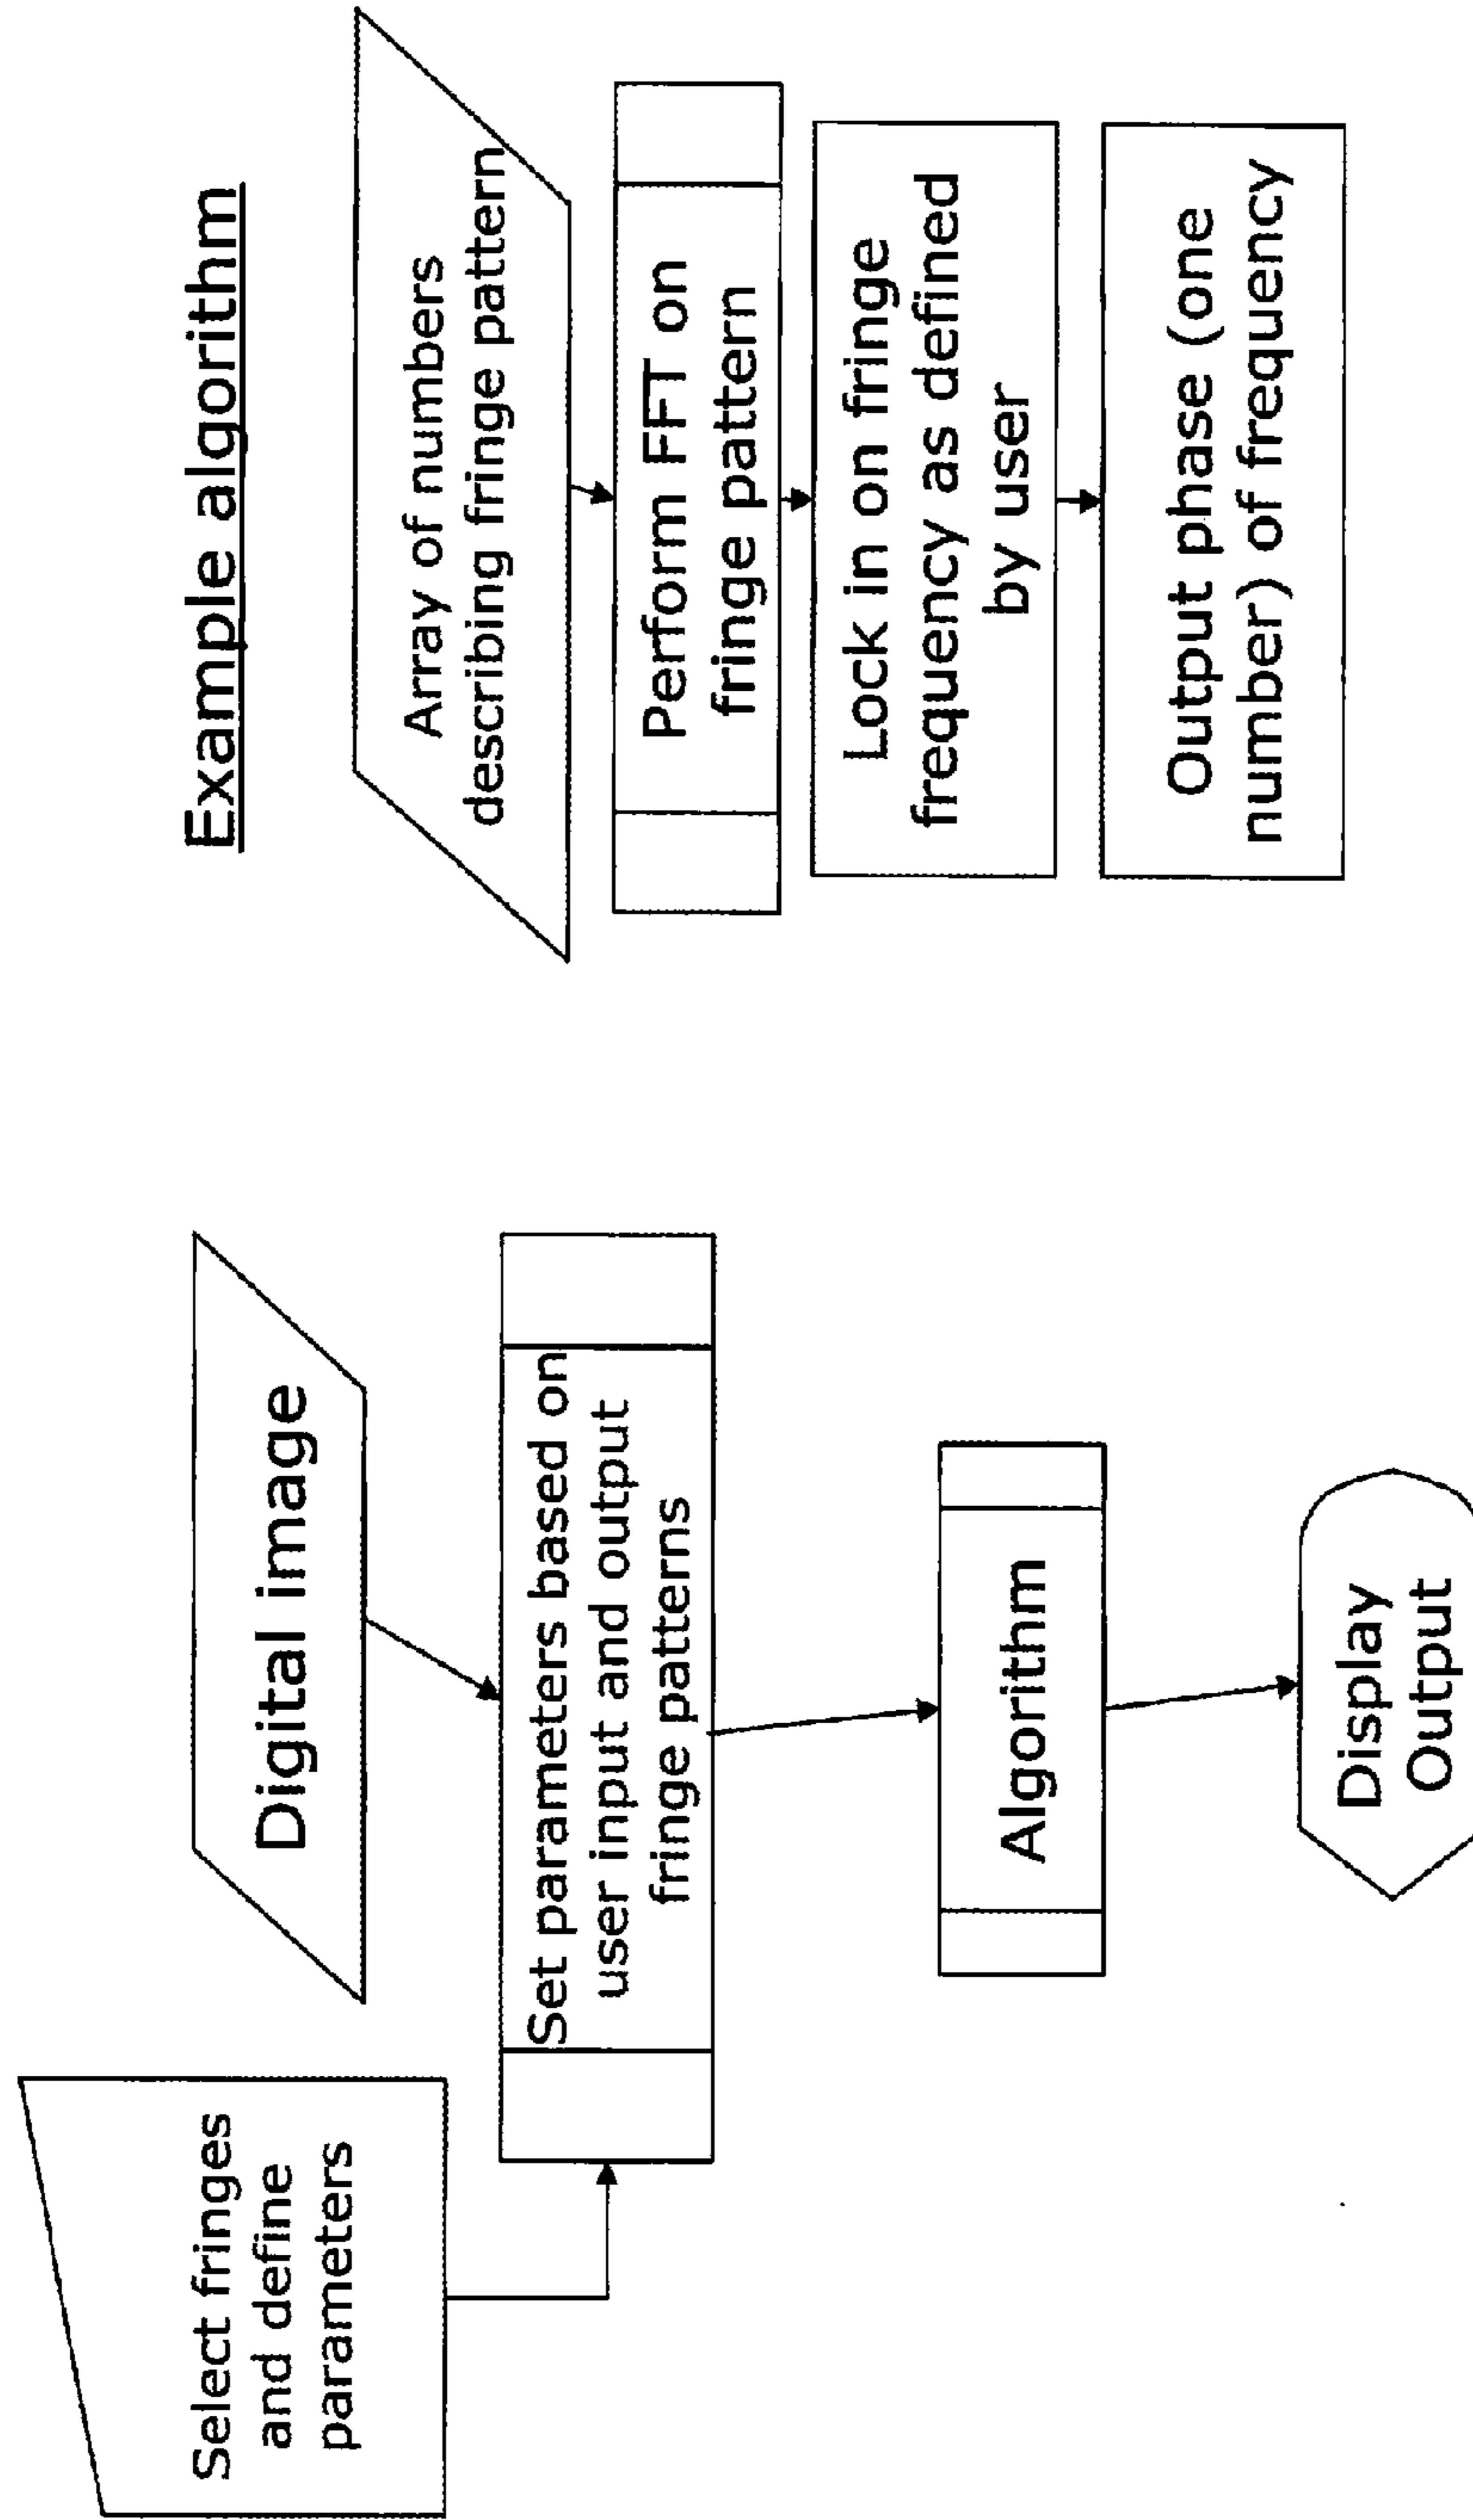 Select fringes
and define
parameters
Digital image
Set parameters based on
user input and output
fringe patterns
Algorithm
Display
Output
Example algorithm
Array of numbers
describing fringe pattern
Perform FFT on
fringe pattern
Lock in on fringe
frequency as defined
by user
Output phase (one
number) of frequency